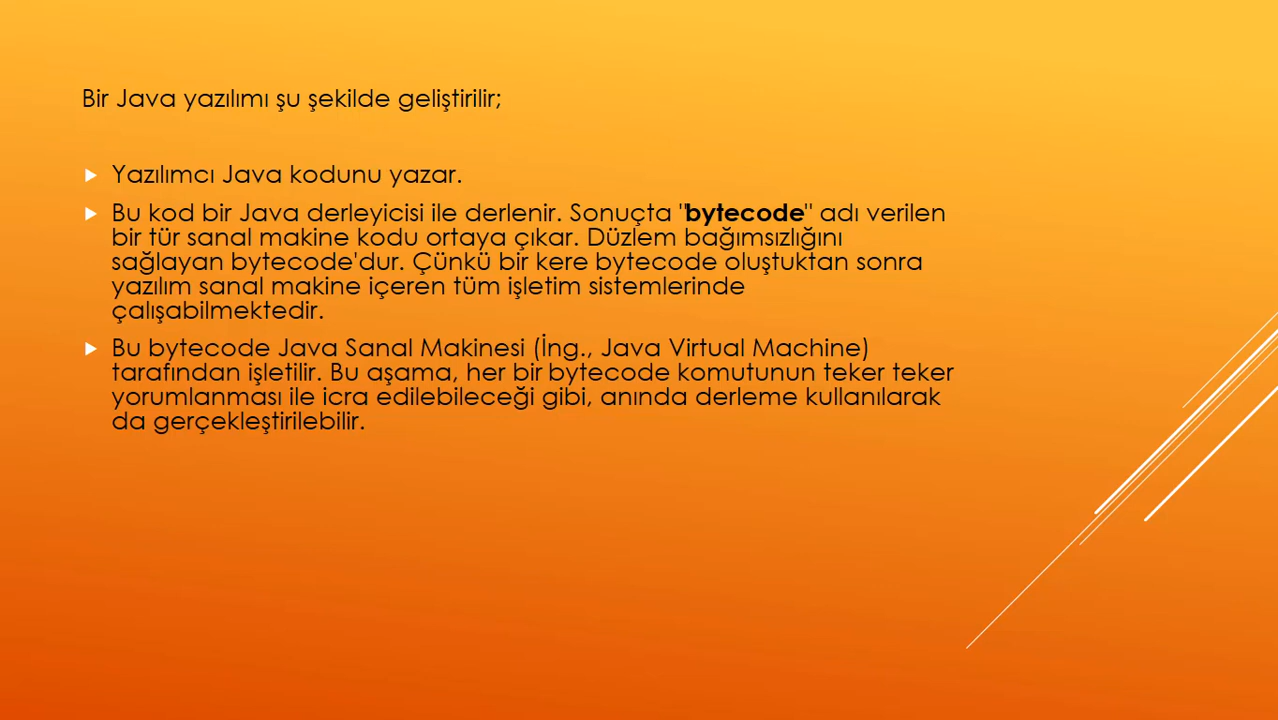 Bir Java yazılımı şu şekilde geliştirilir;
Yazılımcı Java kodunu yazar.
Bu kod bir Java derleyicisi ile derlenir. Sonuçta "bytecode" adı verilen
bir tür sanal makine kodu ortaya çıkar. Düzlem bağımsızlığını
sağlayan bytecode'dur. Çünkü bir kere bytecode oluştuktan sonra
yazılım sanal makine içeren tüm işletim sistemlerinde
çalışabilmektedir.
Bu bytecode Java Sanal Makinesi (İng., Java Virtual Machine)
tarafından işletilir. Bu aşama, her bir bytecode komutunun teker teker
yorumlanması ile icra edilebileceği gibi, anında derleme kullanılarak
da gerçekleştirilebilir.